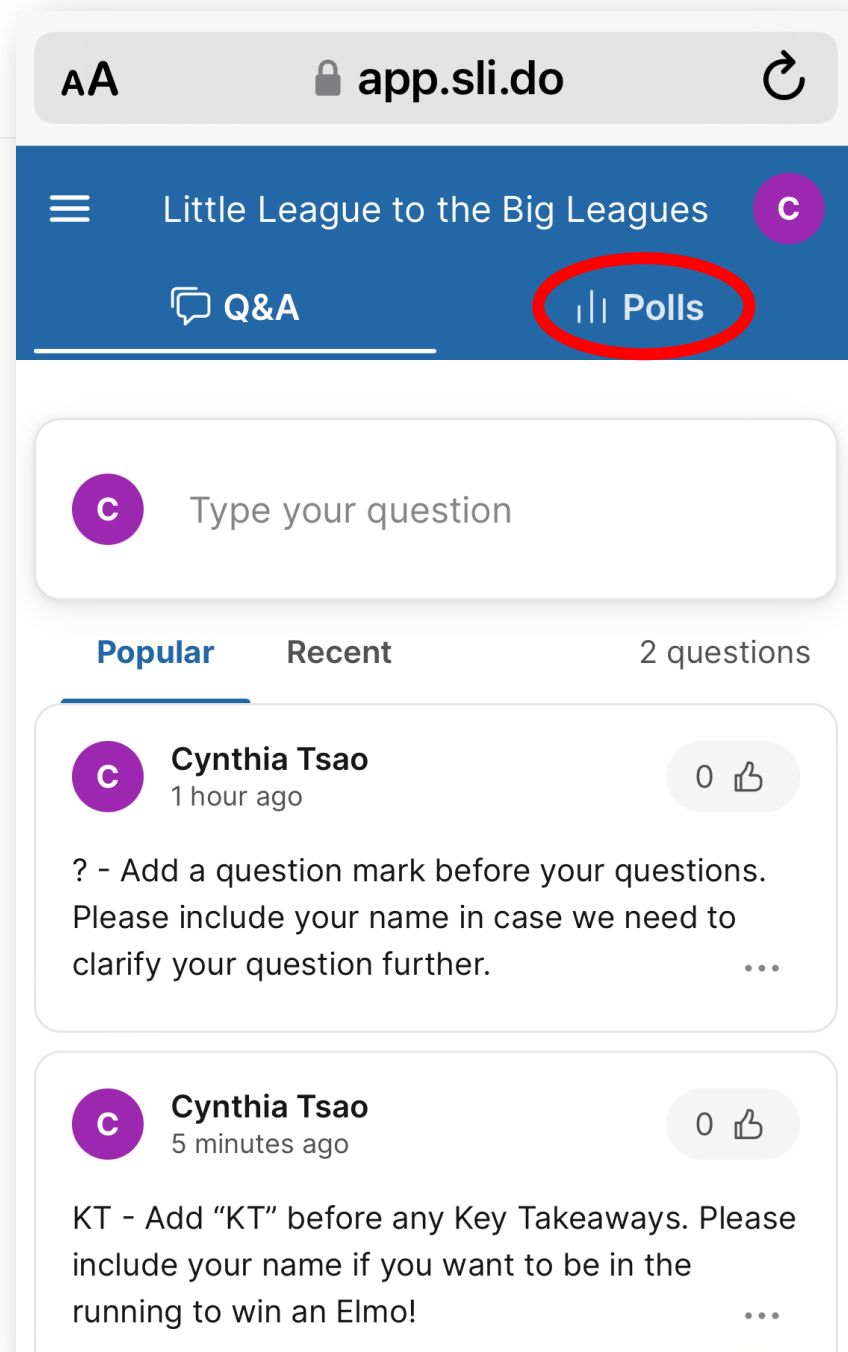 AA app.sli.do
Little League to the Big Leagues C
Q&A Polls
C Type your question
Popular Recent 2 questions
C Cynthia Tsao 0
1 hour ago
? - Add a question mark before your questions.
Please include your name in case we need to
clarify your question further.
C Cynthia Tsao 0
5 minutes ago
KT - Add “KT” before any Key Takeaways. Please
include your name if you want to be in the
running to win an Elmo!